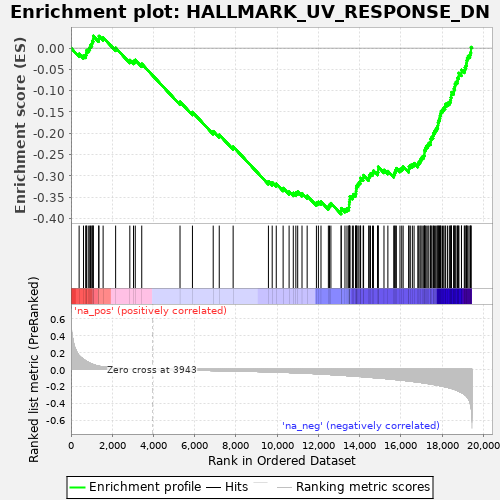 Enrichment plot: HALLMARK_UV_RESPONSE_DN
Enrichment score (ES)
0.00
-0.05
-0.10
-0.15
-0.20
-0.25
-0.30
-0.35
-0.40
Ranked list metric (PreRanked)
'na_pos' (positively correlated)
0.6
0.4
0.2
0.0
-0.2
-0.4
-0.6
Zero cross at 3943
'na_neg' (negatively correlated)
0 2,000 4,000 6,000 8,000 10,000 12,000 14,000 16,000 18,000 20,000
Rank in Ordered Dataset
Enrichment profile Hits Ranking metric scores